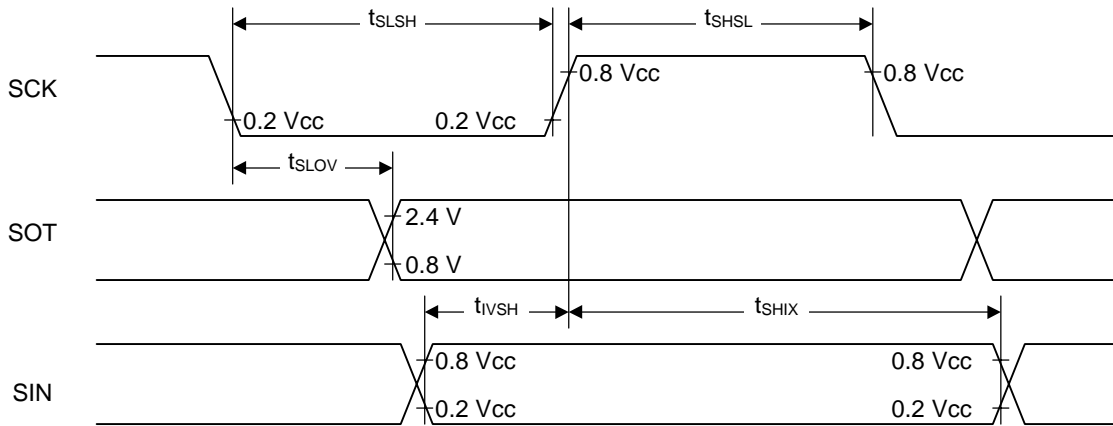 tSLSH
tSHSL
SCK
0.8 Vcc
0.8 Vcc
0.2 Vcc
0.2 Vcc
tSLOV
SOT
2.4 V
0.8 V
tIVSH
tSHIX
SIN
0.8 Vcc
0.8 Vcc
0.2 Vcc
0.2 Vcc